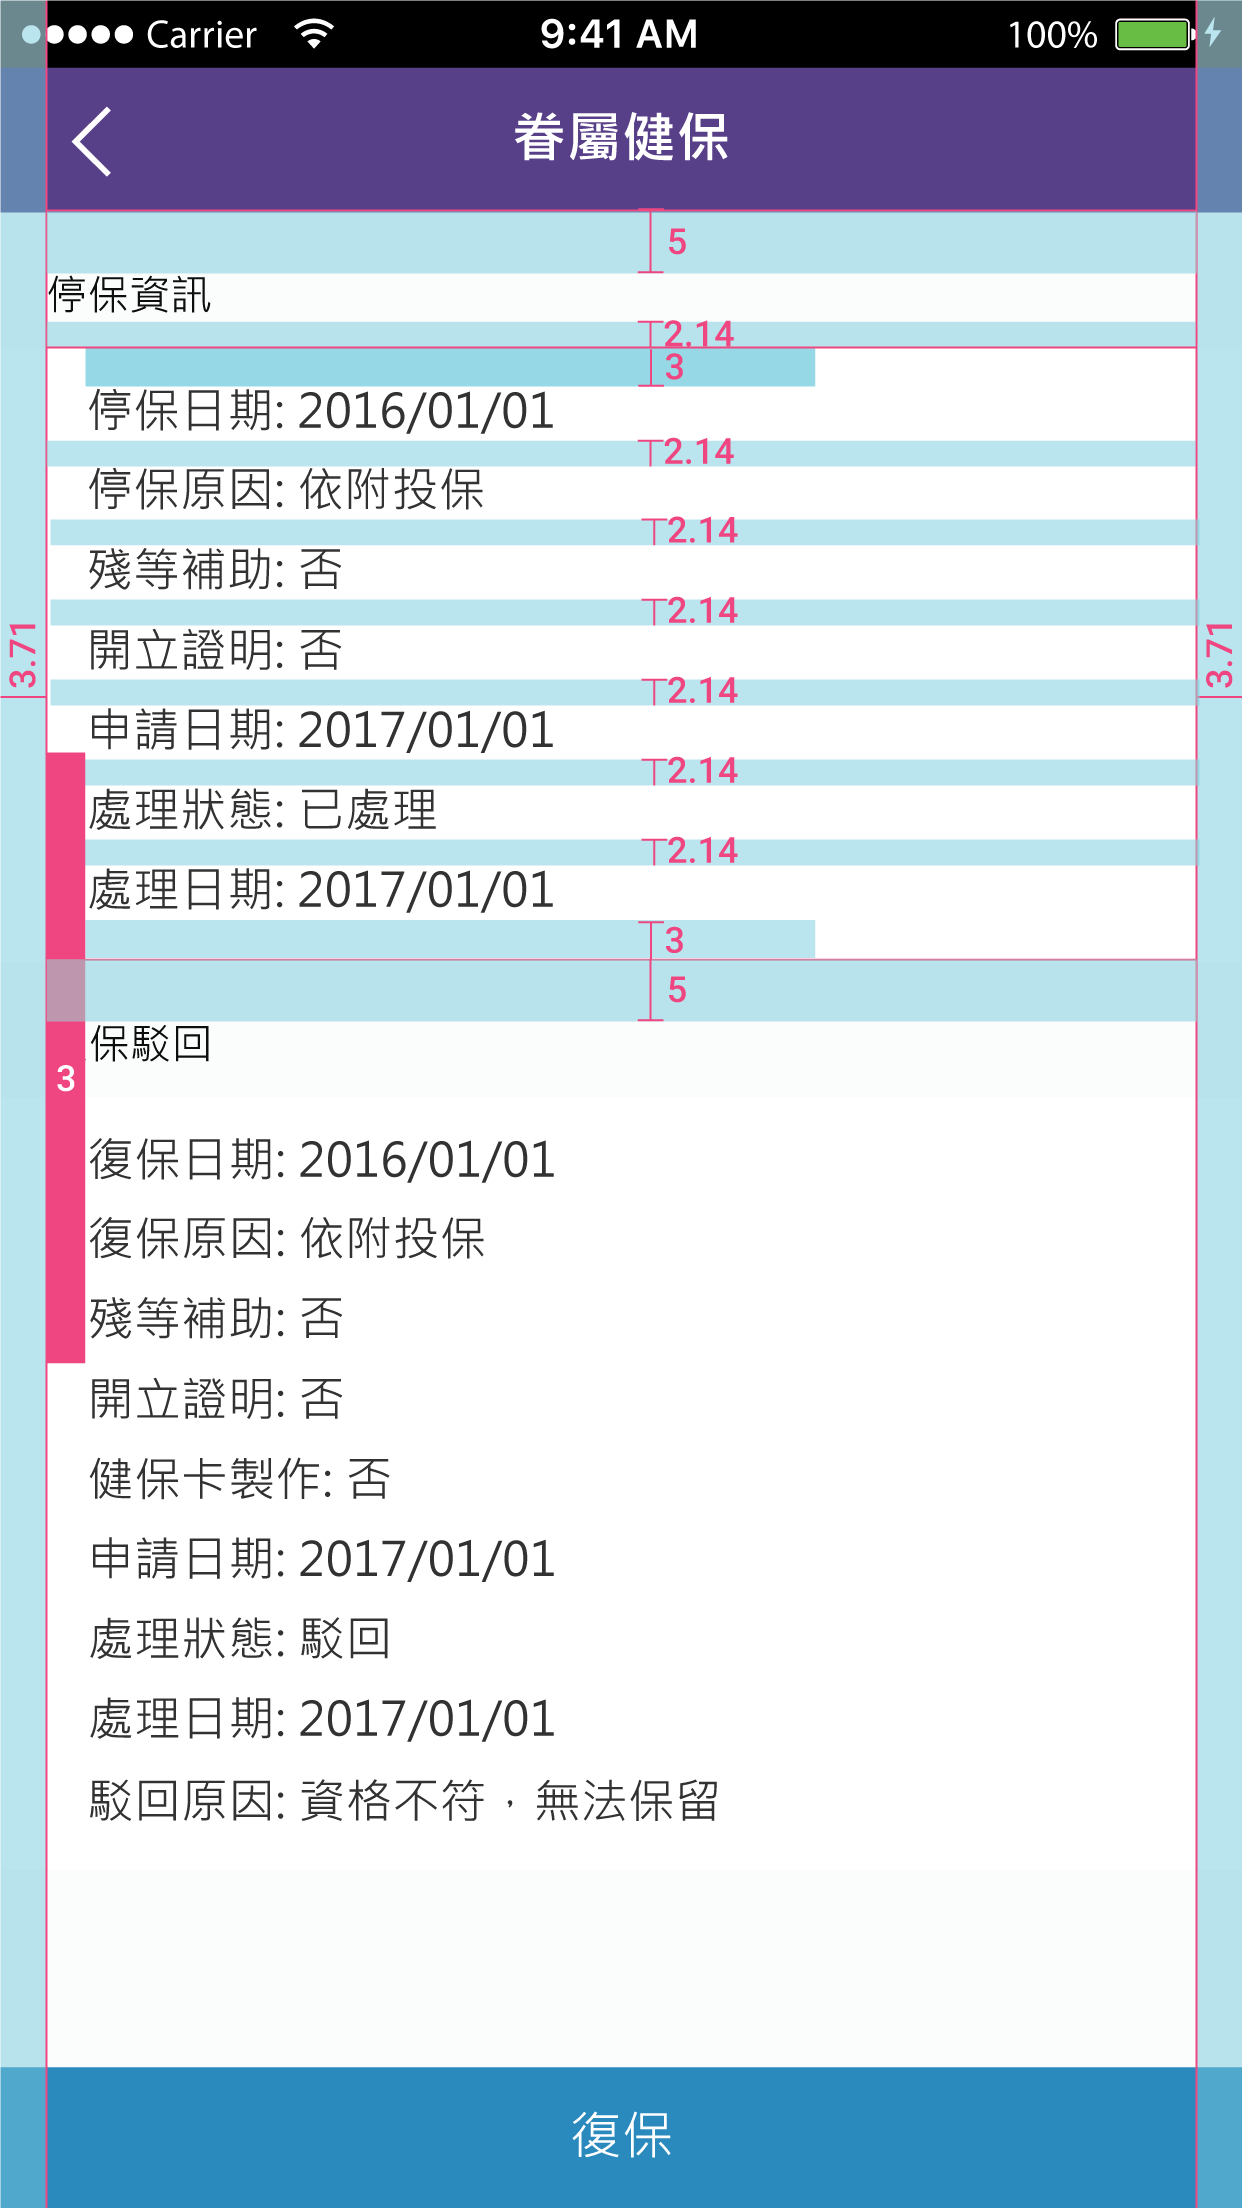 Carrier 9:41 AM 100%
眷屬健保
5
停保資訊
2.14
3
停保日期: 2016/01/01
2.14
停保原因: 依附投保
2.14
殘等補助: 否
2.14
開立證明: 否
3.71 3.71
2.14
申請日期: 2017/01/01
2.14
處理狀態: 已處理
2.14
處理日期: 2017/01/01
3
5
保駁回
3
復保日期: 2016/01/01
復保原因: 依附投保
殘等補助: 否
開立證明: 否
健保卡製作: 否
申請日期: 2017/01/01
處理狀態: 駁回
處理日期: 2017/01/01
駁回原因: 資格不符，無法保留
復保